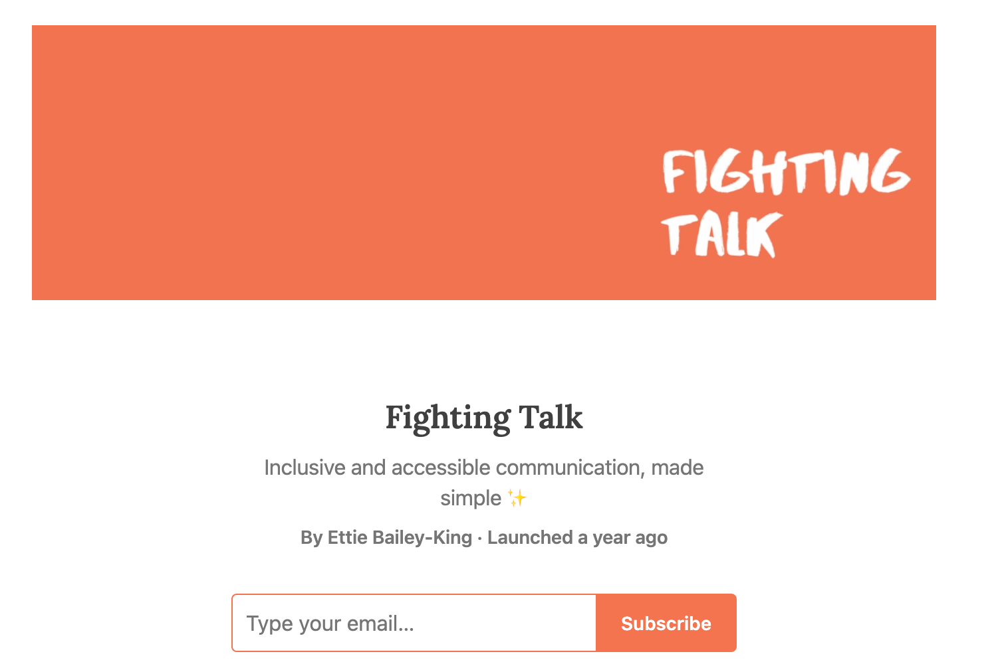 FIGHTING
TALK
Fighting Talk
Inclusive and accessible communication, made
simple ✨
By Ettie Bailey-King · Launched a year ago
Type your email... Subscribe